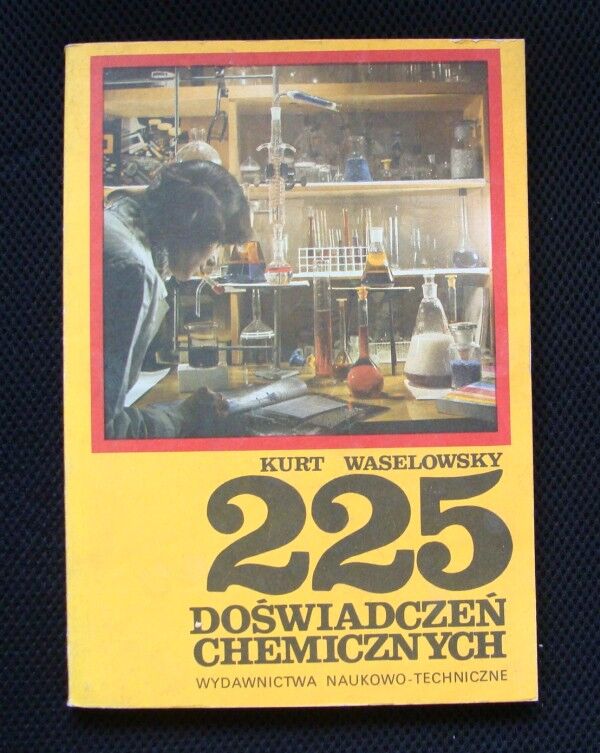 KURT WASELOWSKY
225
DOŚWIADCZEŃ
CHEMICZNYCH
WYDAWNICTWA NAUKOWO-TECHNICZNE